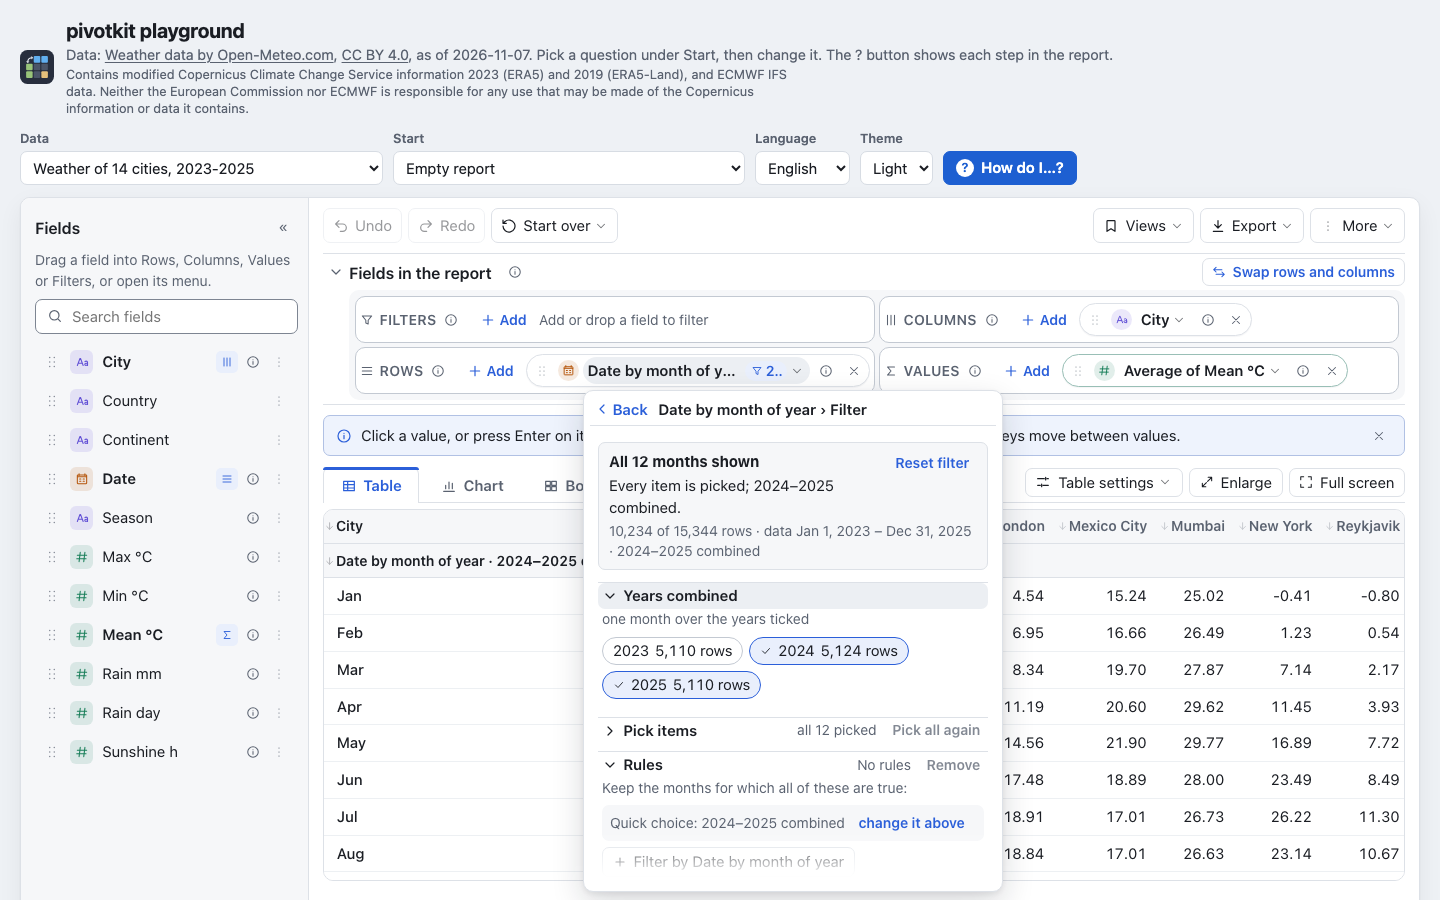 pivotkit playground
Data: Weather data by Open-Meteo.com, CC BY 4.0, as of 2026-11-07. Pick a question under Start, then change it. The ? button shows each step in the report.
Contains modified Copernicus Climate Change Service information 2023 (ERA5) and 2019 (ERA5-Land), and ECMWF IFS
data. Neither the European Commission nor ECMWF is responsible for any use that may be made of the Copernicus
information or data it contains.
Data
Start
Language
Theme
Weather of 14 cities, 2023-2025
Empty report
English
Light
? How do I...?
Fields
«
Drag a field into Rows, Columns, Values
or Filters, or open its menu.
Search fields
Aa City
Aa Country
Aa Continent
Date
Aa Season
# Max °C
# Min °C
# Mean °C Σ
# Rain mm
# Rain day
# Sunshine h
Undo
Redo
Start over
Views
Export
More
Fields in the report
Swap rows and columns
FILTERS
+ Add
Add or drop a field to filter
COLUMNS
+ Add
Aa City
ROWS
+ Add
Date by month of y... 2..
Σ VALUES
+ Add
# Average of Mean °C
Click a value, or press Enter on it
eys move between values.
Table
Chart
Bo
Table settings
Enlarge
Full screen
City
ondon
Mexico City
Mumbai
New York
Reykjavik
Date by month of year · 2024–2025
Jan 4.54 15.24 25.02 -0.41 -0.80
Feb 6.95 16.66 26.49 1.23 0.54
Mar 8.34 19.70 27.87 7.14 2.17
Apr 11.19 20.60 29.62 11.45 3.93
May 14.56 21.90 29.77 16.89 7.72
Jun 17.48 18.89 28.00 23.49 8.49
Jul 18.91 17.01 26.73 26.22 11.30
Aug 18.84 17.01 26.63 23.14 10.67
Back
Date by month of year › Filter
All 12 months shown
Reset filter
Every item is picked; 2024–2025
combined.
10,234 of 15,344 rows · data Jan 1, 2023 – Dec 31, 2025
· 2024–2025 combined
Years combined
one month over the years ticked
2023 5,110 rows
2024 5,124 rows
2025 5,110 rows
Pick items
all 12 picked
Pick all again
Rules
No rules
Remove
Keep the months for which all of these are true:
Quick choice: 2024–2025 combined
change it above
+ Filter by Date by month of year